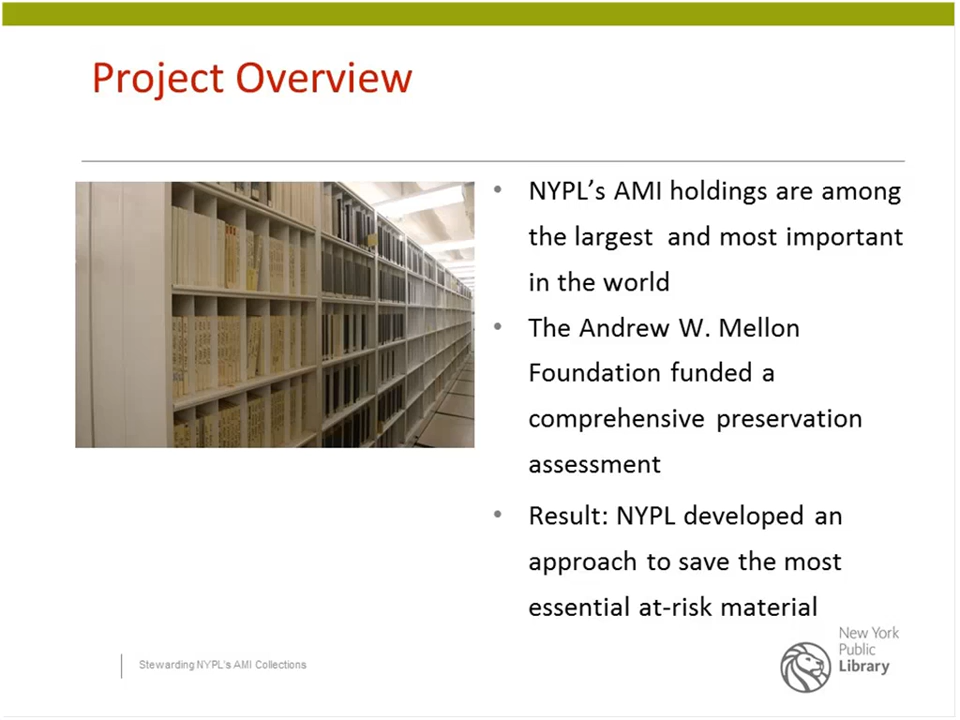 Project Overview
• NYPL’s AMI holdings are among
the largest and most important
in the world
• The Andrew W. Mellon
Foundation funded a
comprehensive preservation
assessment
• Result: NYPL developed an
approach to save the most
essential at-risk material
Stewarding NYPL's AMI Collections
New York
Public
Library